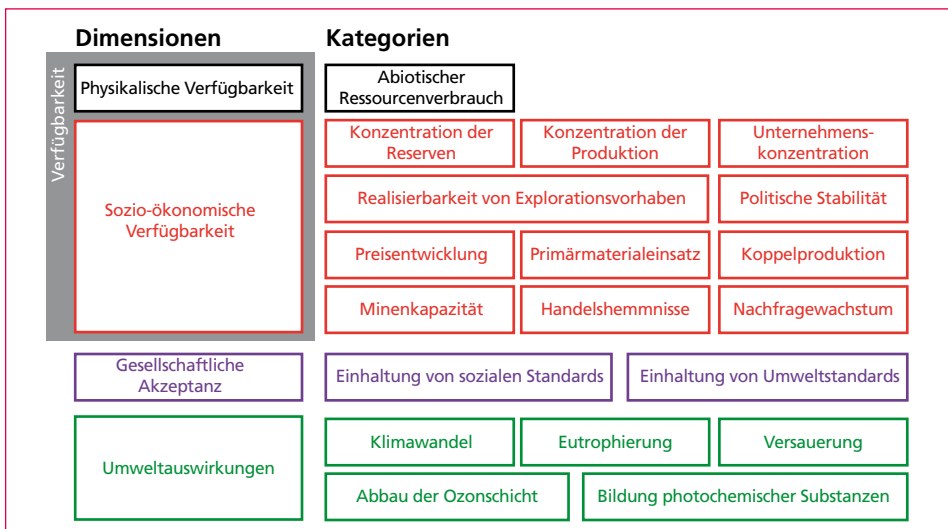 Dimensionen
Kategorien
Verfügbarkeit
Physikalische Verfügbarkeit
Abiotischer
Ressourcenverbrauch
Sozio-ökonomische
Verfügbarkeit
Konzentration der
Reserven
Konzentration der
Produktion
Unternehmens-
konzentration
Realisierbarkeit von Explorationsvorhaben
Politische Stabilität
Preisentwicklung
Primärmaterialeinsatz
Koppelproduktion
Minenkapazität
Handelshemmnisse
Nachfragewachstum
Gesellschaftliche
Akzeptanz
Einhaltung von sozialen Standards
Einhaltung von Umweltstandards
Umweltauswirkungen
Klimawandel
Eutrophierung
Versauerung
Abbau der Ozonschicht
Bildung photochemischer Substanzen